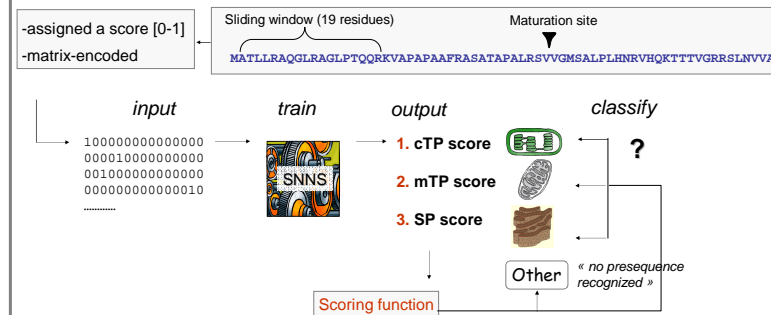 Sliding window (19 residues)
Maturation site
-assigned a score [0-1]
-matrix-encoded
MATLLRAQGLRAGLPTQQRKVAPAPAAFRASATAPALRSVVGMSALPLHNRVHQKTTTVGRRSLNVVA
input
train
output
classify
100000000000000
000010000000000
001000000000000
000000000000010
............
SNNS
1. cTP score
2. mTP score
3. SP score
?
Other
« no presequence
recognized »
Scoring function